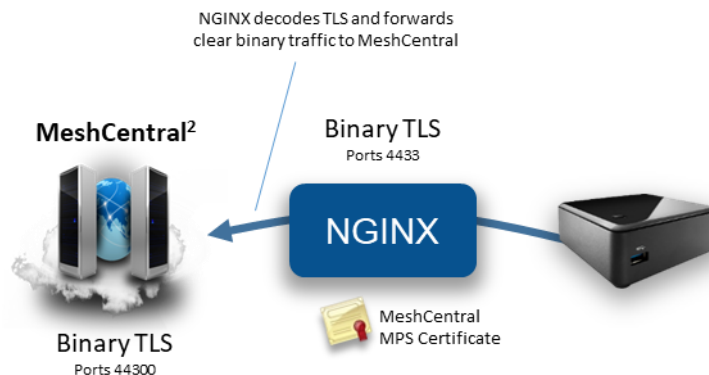 NGINX decodes TLS and forwards
clear binary traffic to MeshCentral
MeshCentral²
Binary TLS
Ports 4433
NGINX
MeshCentral
MPS Certificate
Binary TLS
Ports 44300